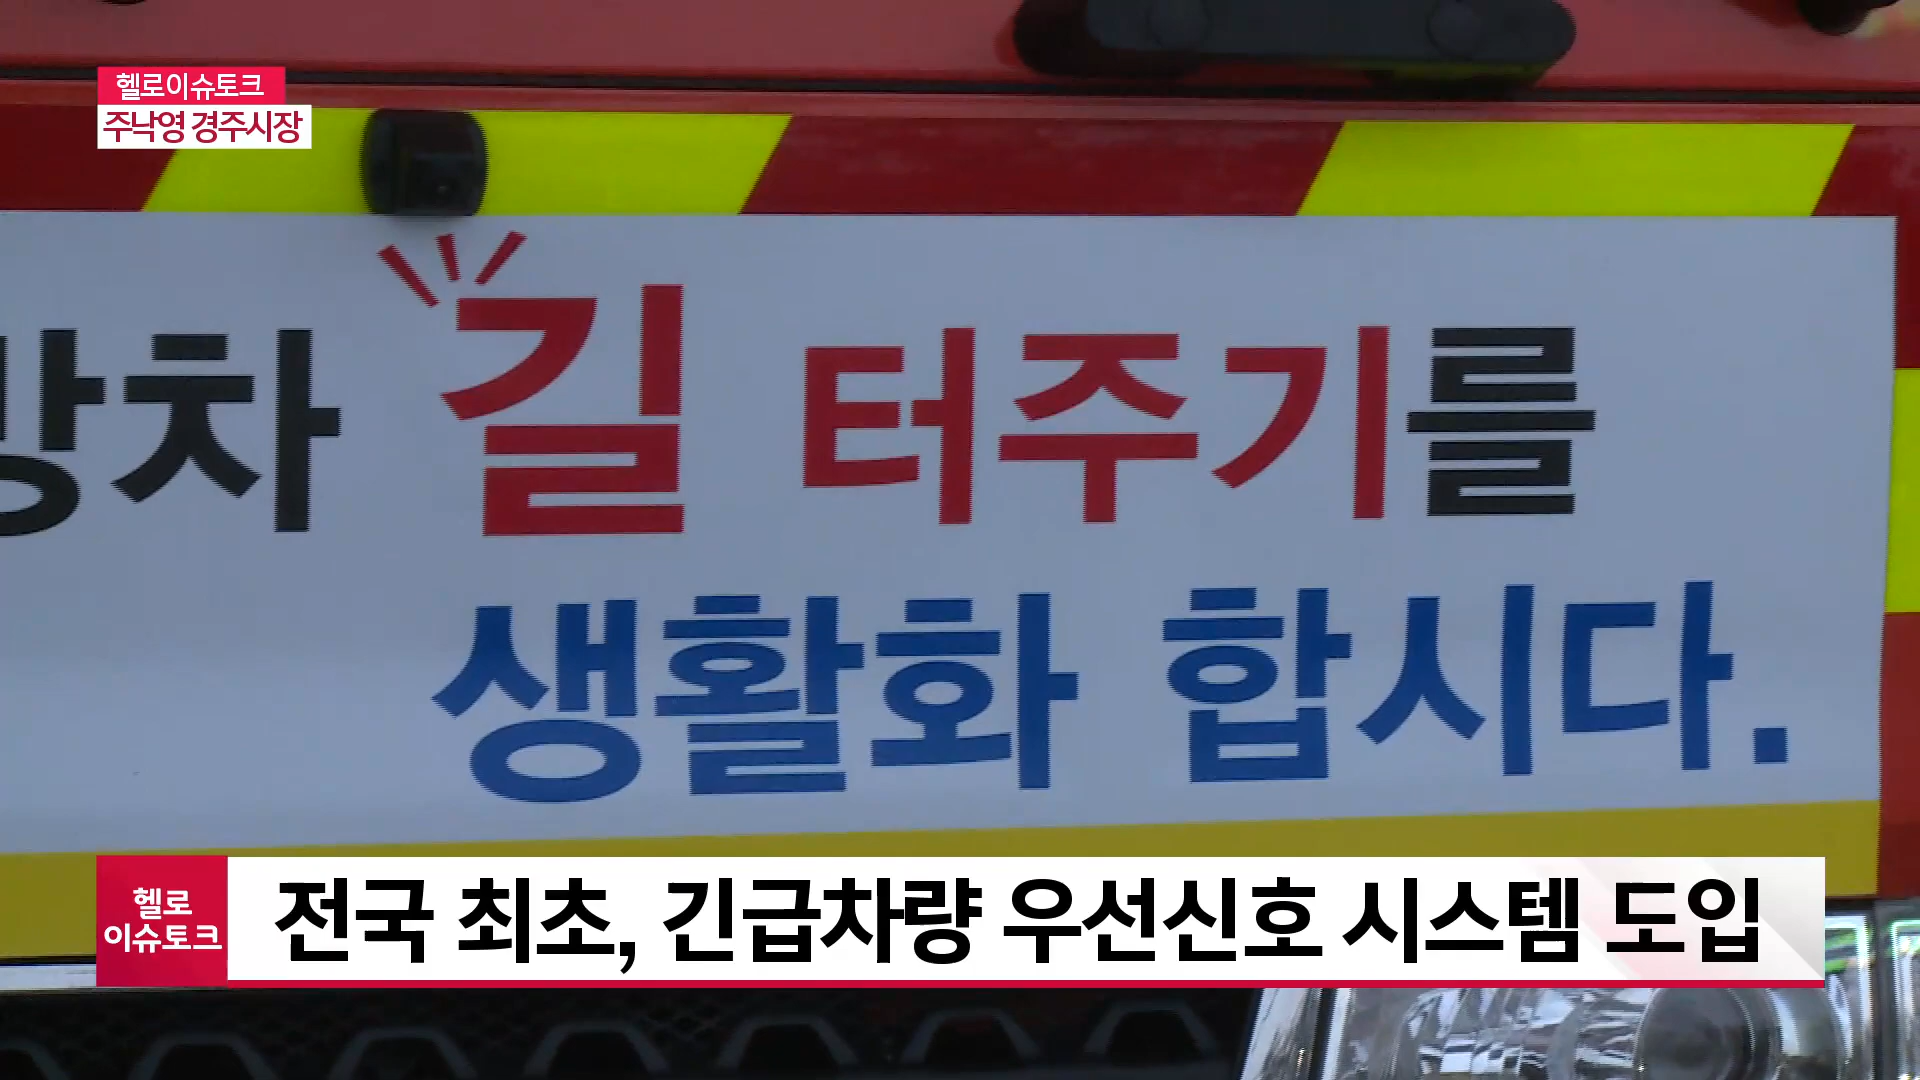 헬로이슈토크
주낙영 경주시장
차 길 터주기를
생활화 합시다.
헬로
이슈토크
전국 최초, 긴급차량 우선신호 시스템 도입